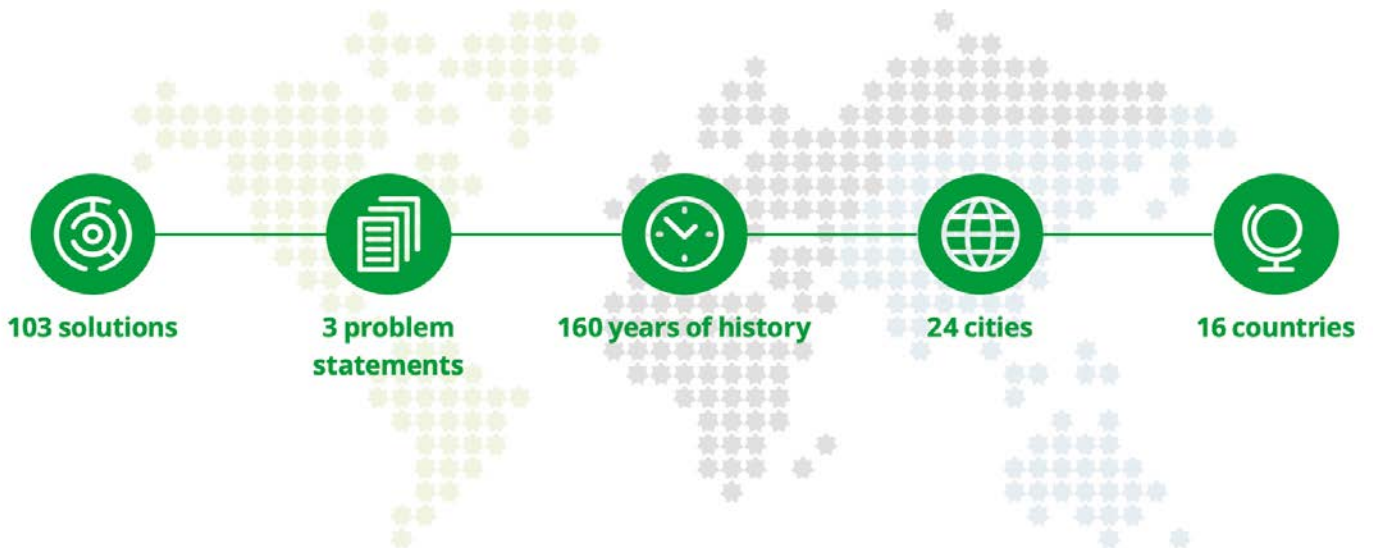 103 solutions
3 problem
statements
160 years of history
24 cities
16 countries